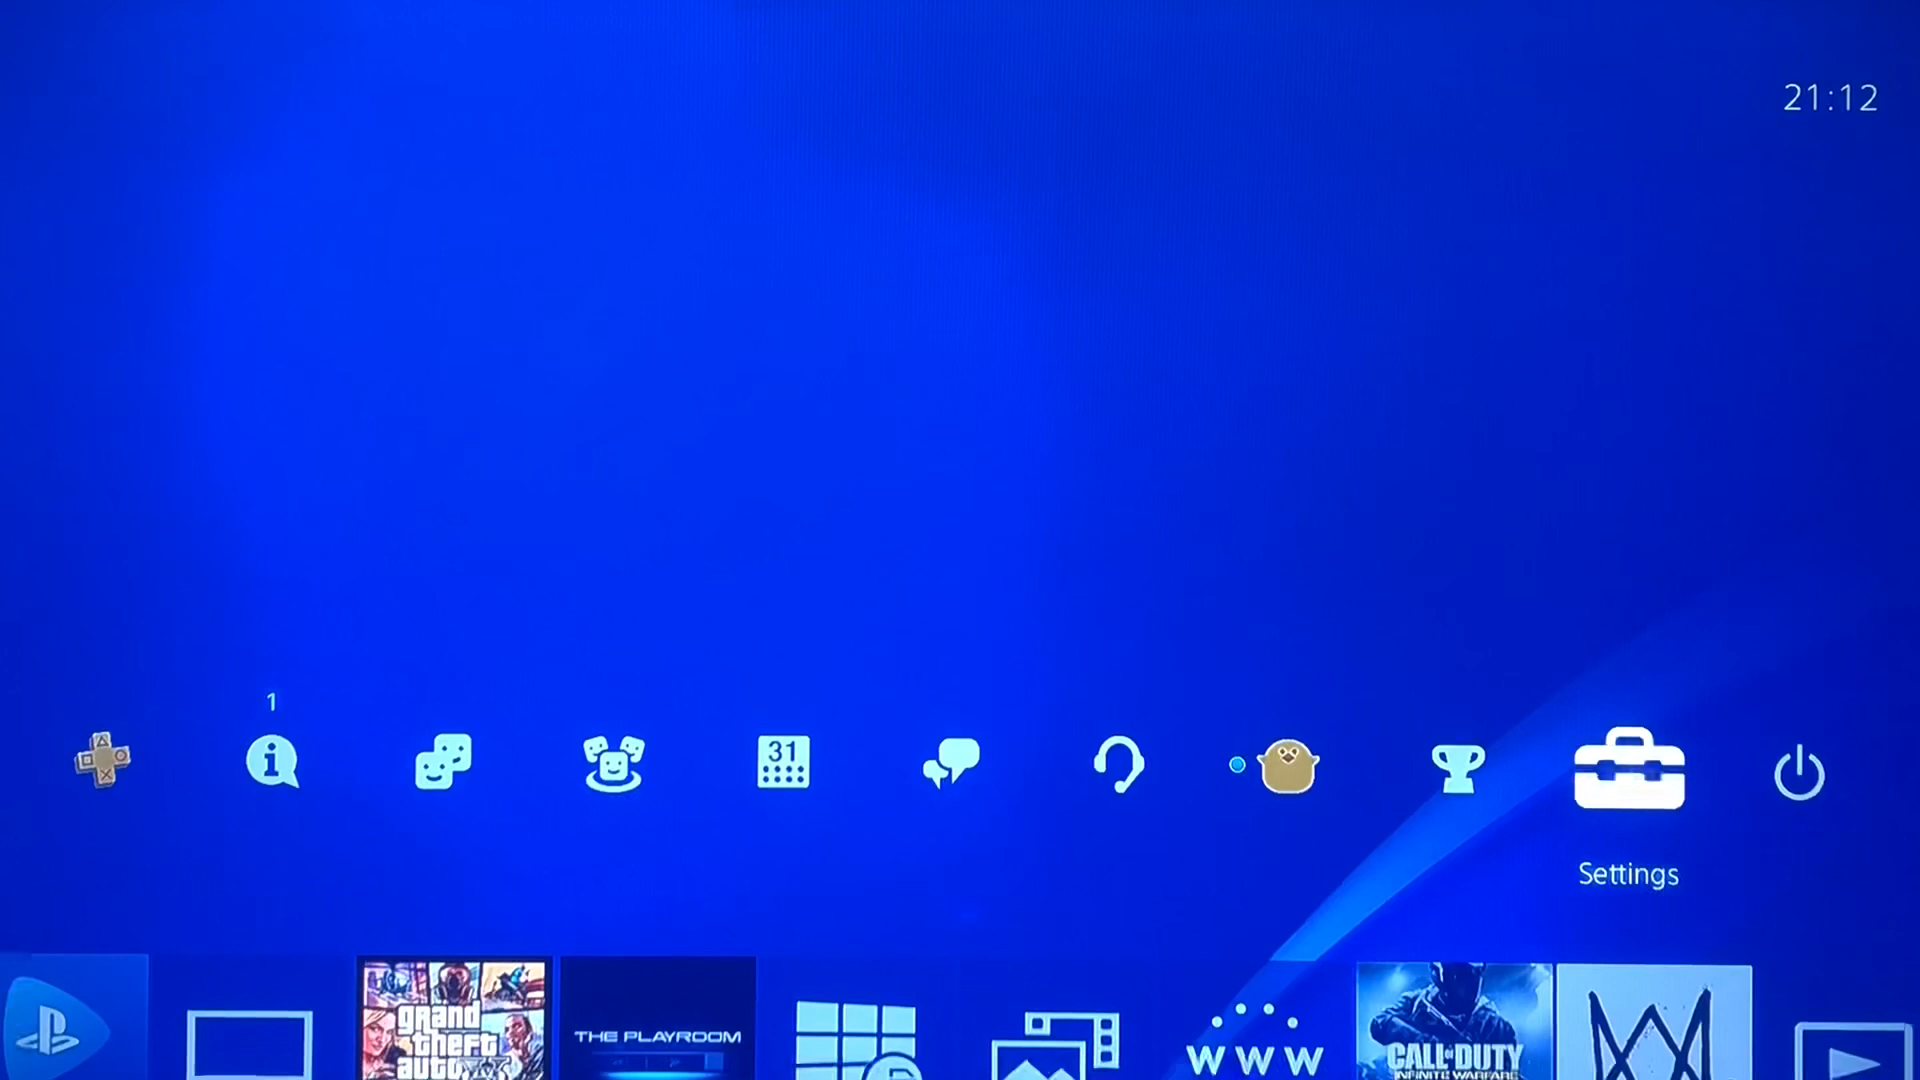 21:12
1
31
Settings
grand
theft
auto
V
THE PLAYROOM
WWW
CALL OF DUTY
INFINITE WARFARE